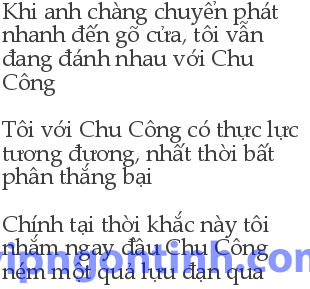 Khi anh chàng chuyển phát
nhanh đến gõ cửa, tôi vẫn
đang đánh nhau với Chu
Công
Tôi với Chu Công có thực lực
tương đương, nhất thời bất
phân thắng bại
Chính tại thời khắc này tôi
nhắm ngay đầu Chu Công
ném một quả lựu đạn qua
vipngontinh.com